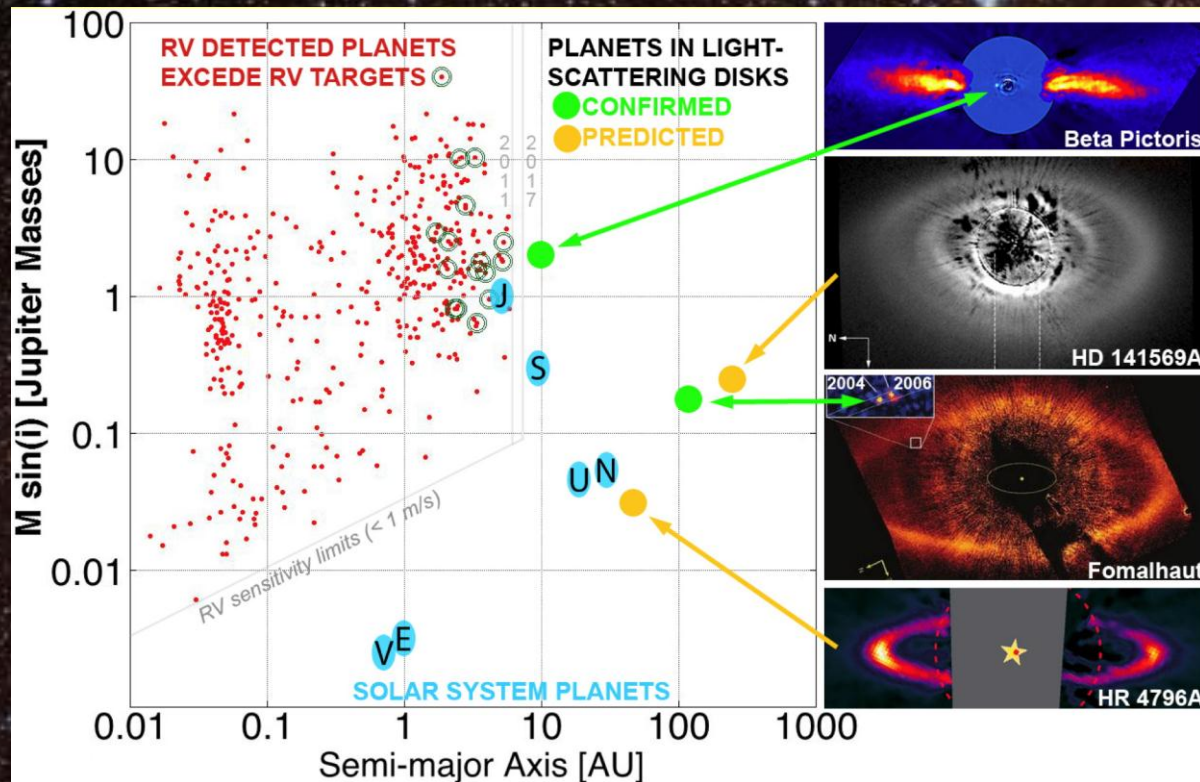 RV DETECTED PLANETS
EXCEDE RV TARGETS
PLANETS IN LIGHT-
SCATTERING DISKS
CONFIRMED
PREDICTED
2011
2017
M sin(i) [Jupiter Masses]
100
10
1
0.1
0.01
J
S
U
N
V
E
RV sensitivity limits (< 1 m/s)
SOLAR SYSTEM PLANETS
0.01
0.1
1
10
100
1000
Semi-major Axis [AU]
Beta Pictoris
N
HD 141569A
2004
2006
Fomalhaut
HR 4796A